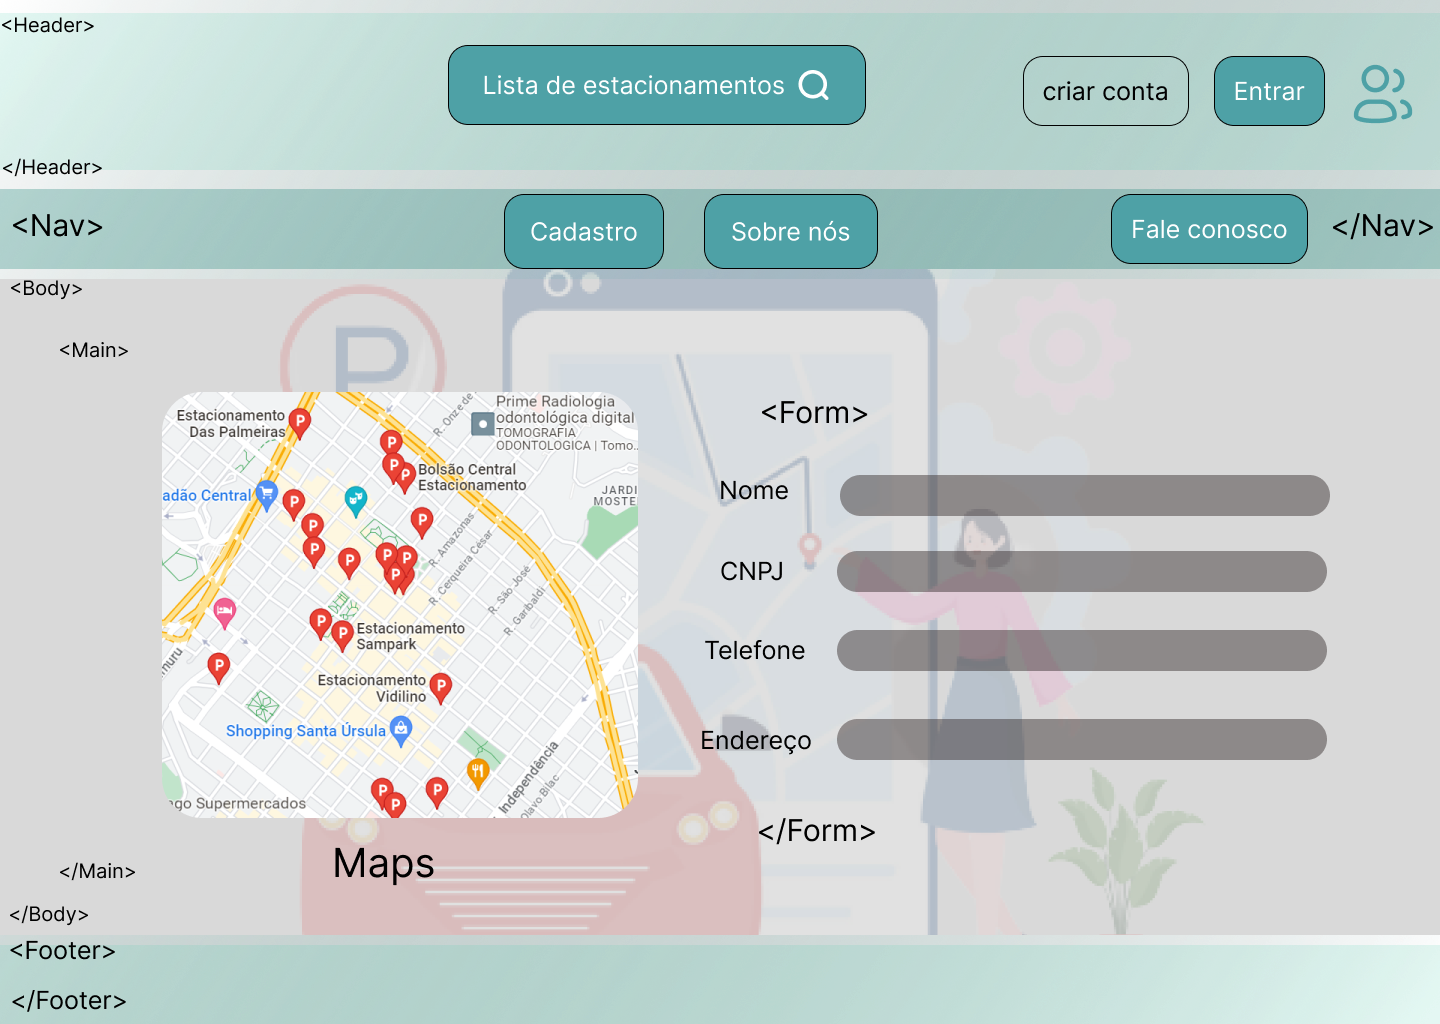 <Header>
Lista de estacionamentos
criar conta
Entrar
</Header>
<Nav>
Cadastro
Sobre nós
Fale conosco
</Nav>
<Body>
<Main>
P
Estacionamento
Das Palmeiras
P
Prime Radiologia
odontológica digital
TOMOGRAFIA
ODONTOLOGICA | Tomo..
R. Onze de
P
P
P
Bolsão Central
Estacionamento
adão Central
P
P
P
P
P
P
P
P
JARDI
MOSTE
R. Amazonas
R. Cerqueira César
R. São José
R. Garibaldi
P
P
Estacionamento
Sampark
muru
P
Estacionamento
Vidilino
P
Shopping Santa Úrsula
Independência
Olavo Bilac
P
P
P
ago Supermercados
Maps
<Form>
Nome
CNPJ
Telefone
Endereço
</Form>
</Main>
</Body>
<Footer>
</Footer>